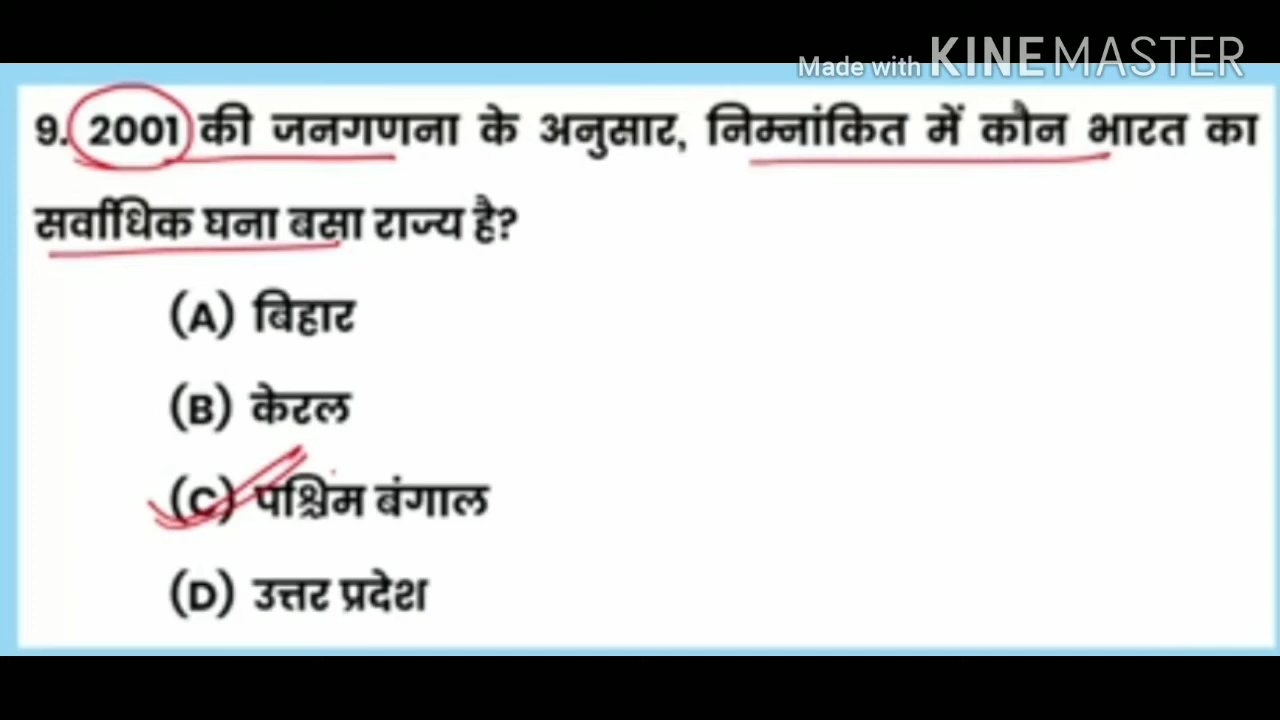 Made with KINEMASTER
9. 2001 की जनगणना के अनुसार, निम्नांकित में कौन भारत का
सर्वाधिक घना बसा राज्य है?
(A) बिहार
(B) केरल
(C) पश्चिम बंगाल
(D) उत्तर प्रदेश